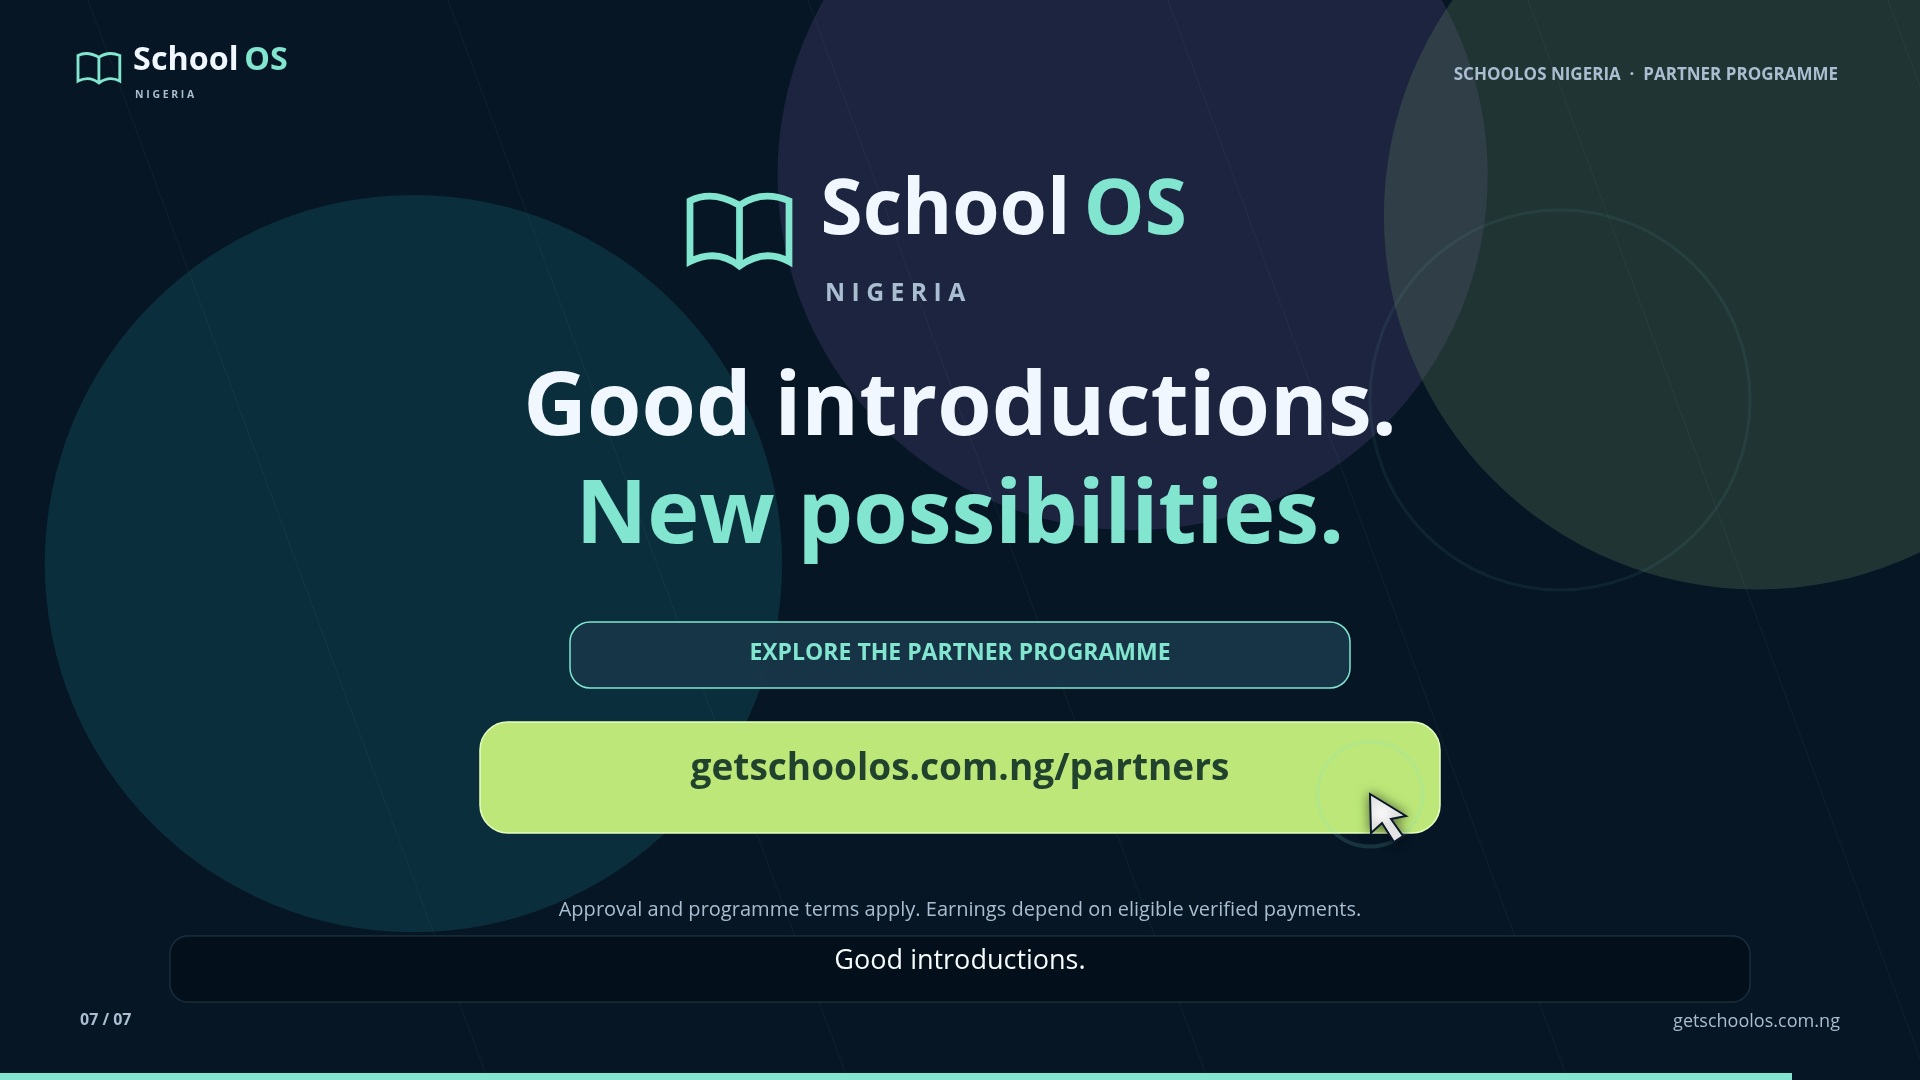 School OS
NIGERIA
SCHOOLOS NIGERIA · PARTNER PROGRAMME
School OS
NIGERIA
Good introductions.
New possibilities.
EXPLORE THE PARTNER PROGRAMME
getschoolos.com.ng/partners
Approval and programme terms apply. Earnings depend on eligible verified payments.
Good introductions.
07 / 07
getschoolos.com.ng